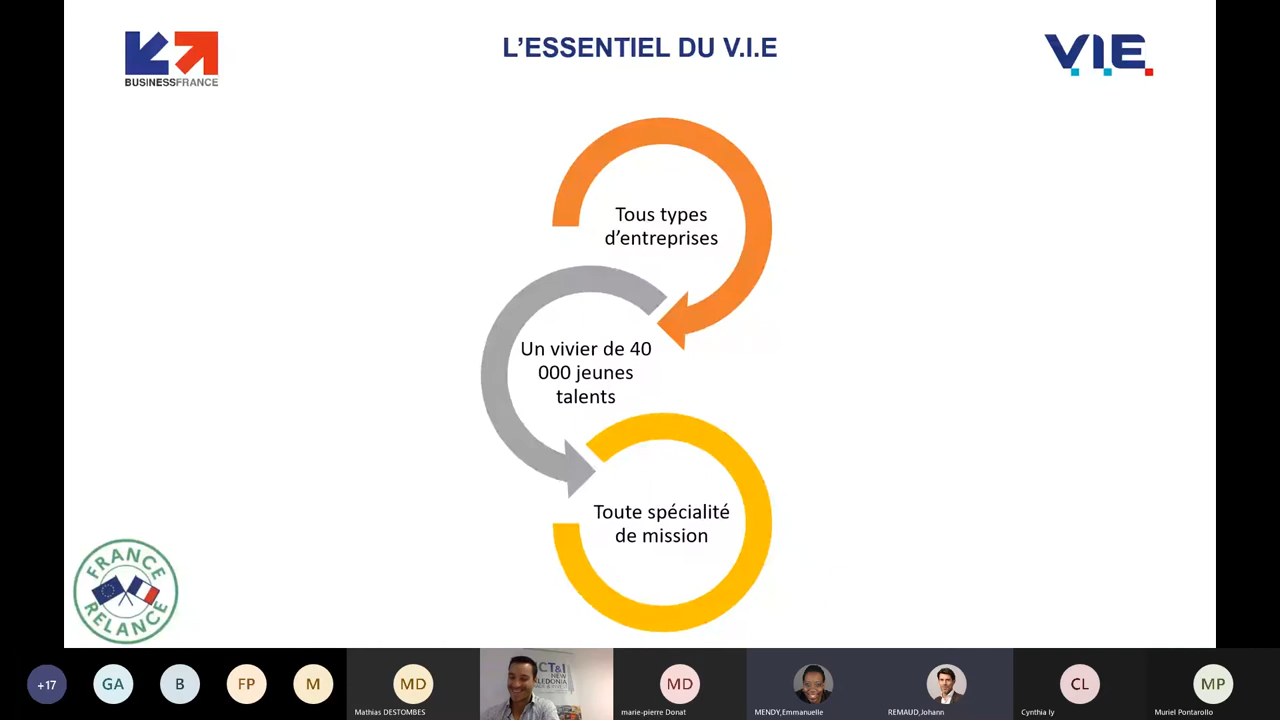 BUSINESSFRANCE
L'ESSENTIEL DU V.I.E
V.I.E
Tous types
d'entreprises
Un vivier de 40
000 jeunes
talents
Toute spécialité
de mission
FRANCE
RELANCE
+17
GA
B
FP
M
MD
Mathias DESTOMBES
CT&I
NEW
MD
marie-pierre Donat
MENDY,Emmanuelle
REMAUD,Johann
CL
Cynthia ly
MP
Muriel Pontarollo